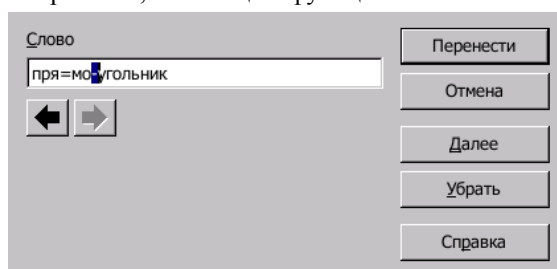 Слово
пря=мо-угольник
Перенести
Отмена
Далее
Убрать
Справка